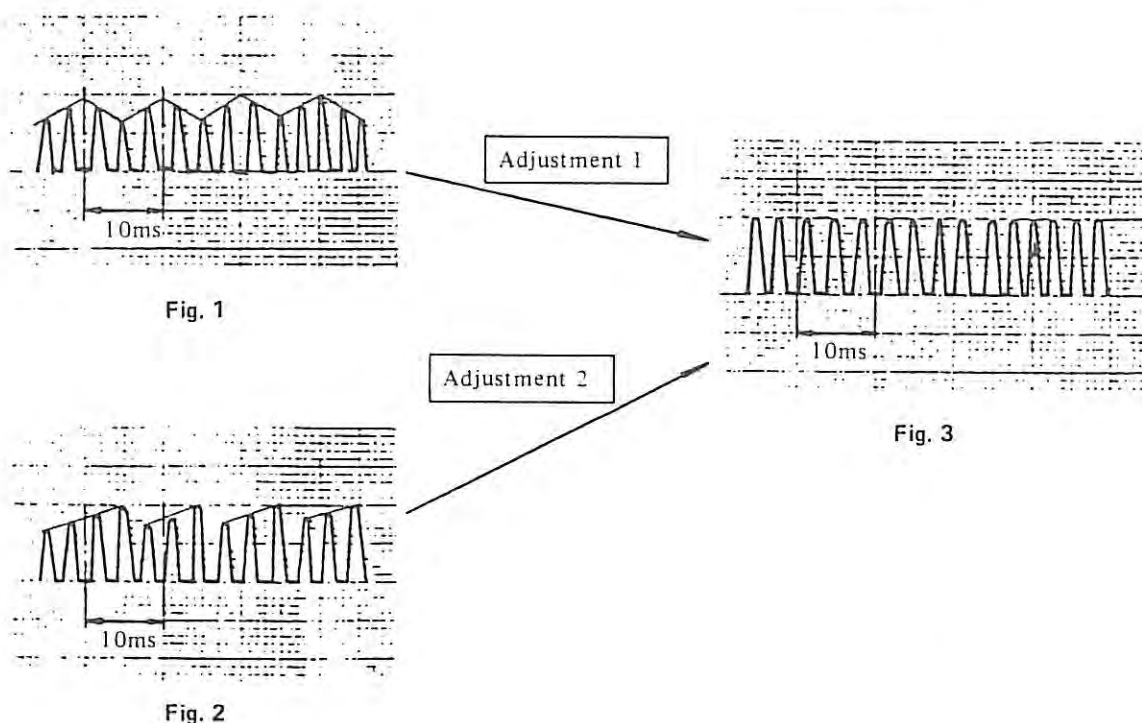 10ms
Fig. 1
Adjustment 1
10ms
Fig. 3
Adjustment 2
10ms
Fig. 2